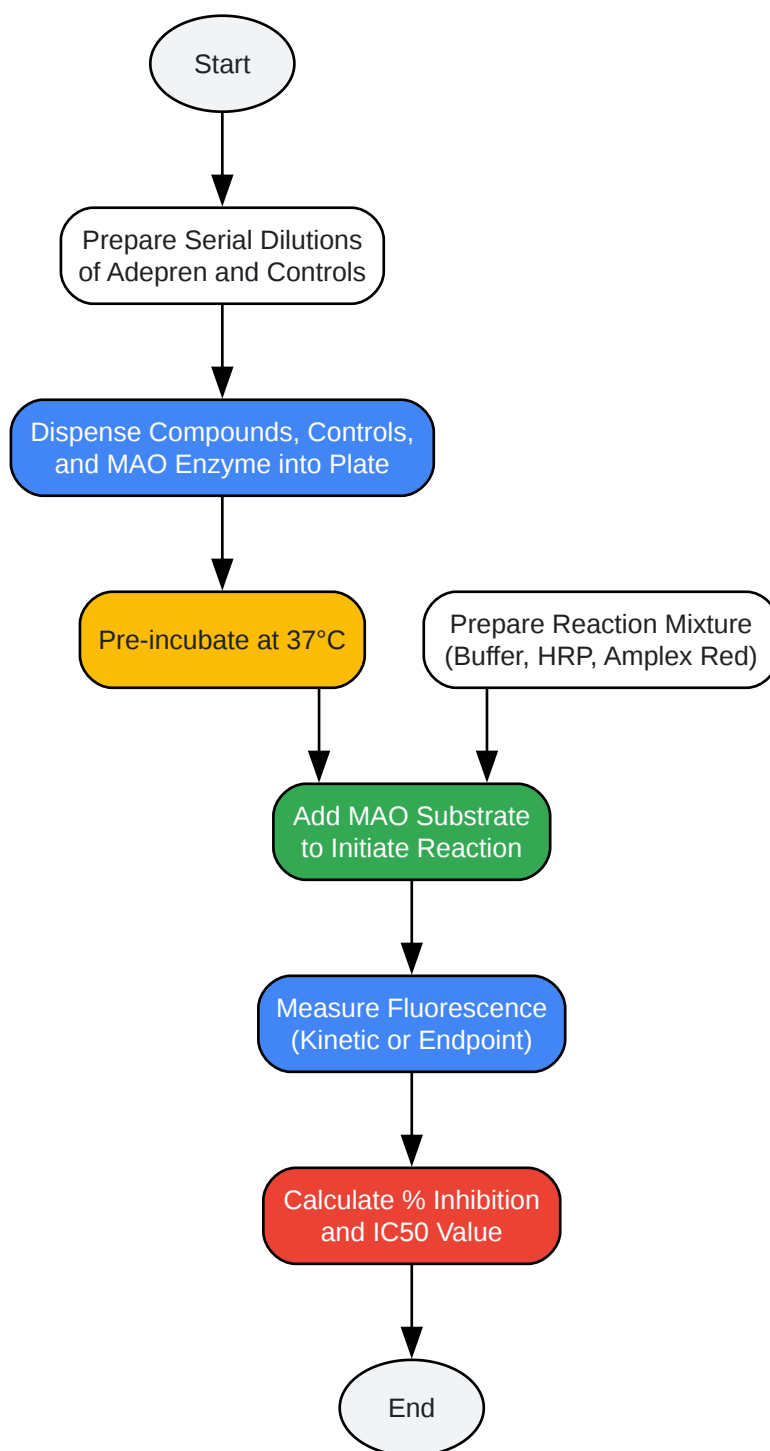 Start
Prepare Serial Dilutions
of Adepren and Controls
Dispense Compounds, Controls,
and MAO Enzyme into Plate
Pre-incubate at 37°C
Prepare Reaction Mixture
(Buffer, HRP, Amplex Red)
Add MAO Substrate
to Initiate Reaction
Measure Fluorescence
(Kinetic or Endpoint)
Calculate % Inhibition
and IC50 Value
End